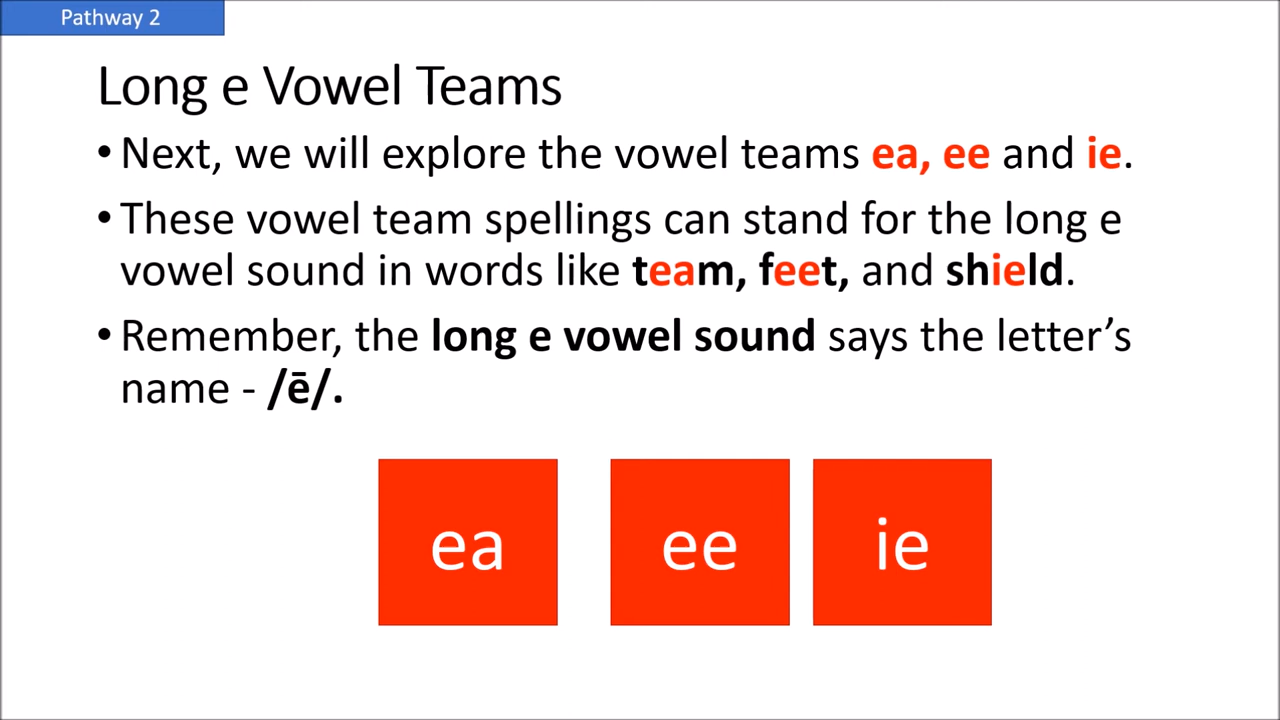 Pathway 2
Long e Vowel Teams
•Next, we will explore the vowel teams ea, ee and ie.
•These vowel team spellings can stand for the long e
vowel sound in words like team, feet, and shield.
•Remember, the long e vowel sound says the letter’s
name - /ē/.
ea ee ie